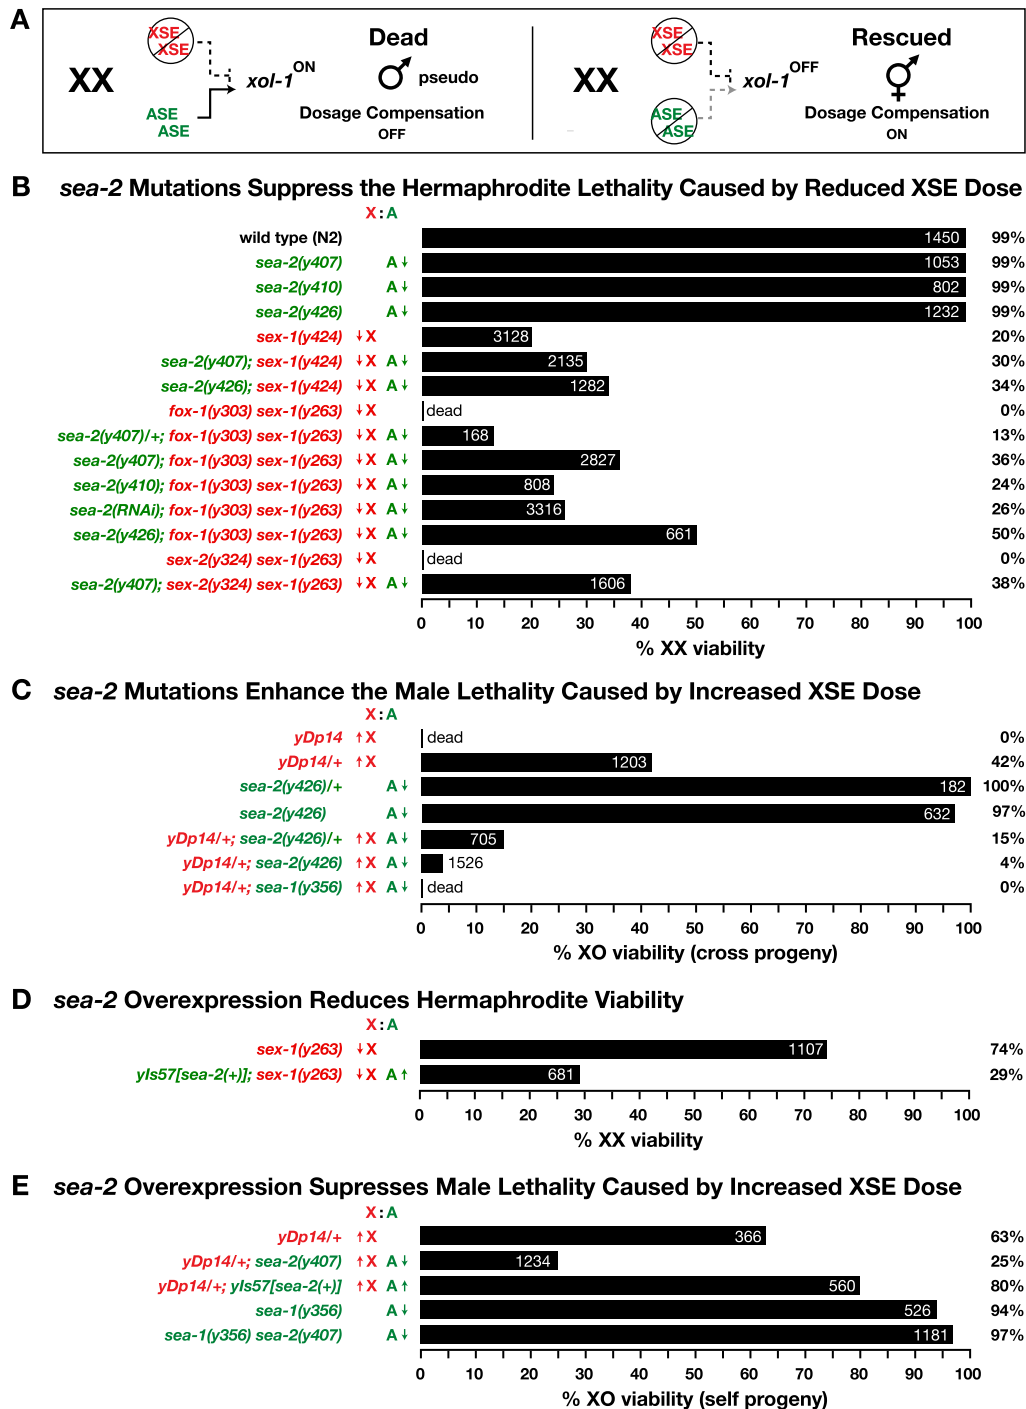 A
XSE
XSE
XX
ASE
ASE
xol-1 ON
Dead
pseudo
Dosage Compensation
OFF
XSE
XSE
XX
ASE
ASE
xol-1 OFF
Rescued
Dosage Compensation
ON
B sea-2 Mutations Suppress the Hermaphrodite Lethality Caused by Reduced XSE Dose
X : A
wild type (N2) 1450 99%
sea-2(y407) A↓ 1053 99%
sea-2(y410) A↓ 802 99%
sea-2(y426) A↓ 1232 99%
sex-1(y424) ↓X 3128 20%
sea-2(y407); sex-1(y424) ↓X A↓ 2135 30%
sea-2(y426); sex-1(y424) ↓X A↓ 1282 34%
fox-1(y303) sex-1(y263) ↓X dead 0%
sea-2(y407)/+; fox-1(y303) sex-1(y263) ↓X A↓ 168 13%
sea-2(y407); fox-1(y303) sex-1(y263) ↓X A↓ 2827 36%
sea-2(y410); fox-1(y303) sex-1(y263) ↓X A↓ 808 24%
sea-2(RNAi); fox-1(y303) sex-1(y263) ↓X A↓ 3316 26%
sea-2(y426); fox-1(y303) sex-1(y263) ↓X A↓ 661 50%
sex-2(y324) sex-1(y263) ↓X dead 0%
sea-2(y407); sex-2(y324) sex-1(y263) ↓X A↓ 1606 38%
0 10 20 30 40 50 60 70 80 90 100
% XX viability
C sea-2 Mutations Enhance the Male Lethality Caused by Increased XSE Dose
X : A
yDp14 ↑X dead 0%
yDp14/+ ↑X 1203 42%
sea-2(y426)/+ A↓ 182 100%
sea-2(y426) A↓ 632 97%
yDp14/+; sea-2(y426)/+ ↑X A↓ 705 15%
yDp14/+; sea-2(y426) ↑X A↓ 1526 4%
yDp14/+; sea-1(y356) ↑X A↓ dead 0%
0 10 20 30 40 50 60 70 80 90 100
% XO viability (cross progeny)
D sea-2 Overexpression Reduces Hermaphrodite Viability
X : A
sex-1(y263) ↓X 1107 74%
yIs57[sea-2(+)]; sex-1(y263) ↓X A↑ 681 29%
0 10 20 30 40 50 60 70 80 90 100
% XX viability
E sea-2 Overexpression Supresses Male Lethality Caused by Increased XSE Dose
X : A
yDp14/+ ↑X 366 63%
yDp14/+; sea-2(y407) ↑X A↓ 1234 25%
yDp14/+; yIs57[sea-2(+)] ↑X A↑ 560 80%
sea-1(y356) A↓ 526 94%
sea-1(y356) sea-2(y407) A↓ 1181 97%
0 10 20 30 40 50 60 70 80 90 100
% XO viability (self progeny)